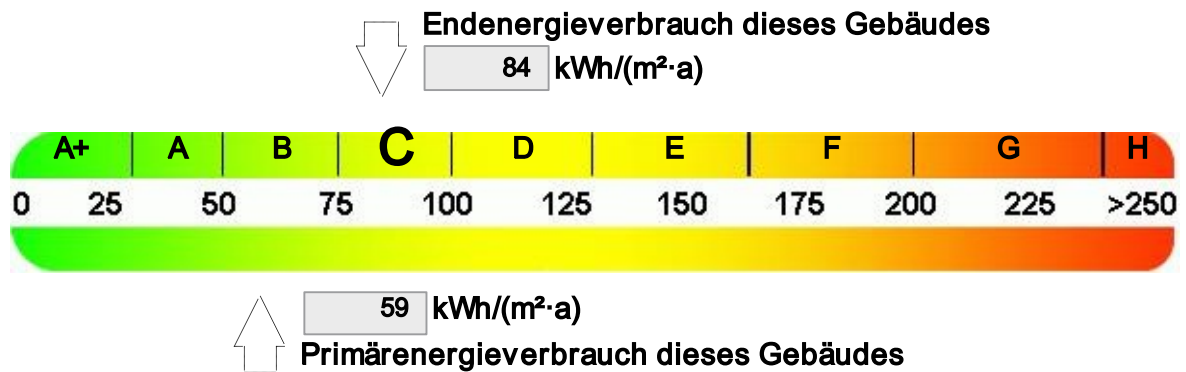 Endenergieverbrauch dieses Gebäudes
84 kWh/(m²·a)
A+ A B C D E F G H
0 25 50 75 100 125 150 175 200 225 >250
59 kWh/(m²·a)
Primärenergieverbrauch dieses Gebäudes